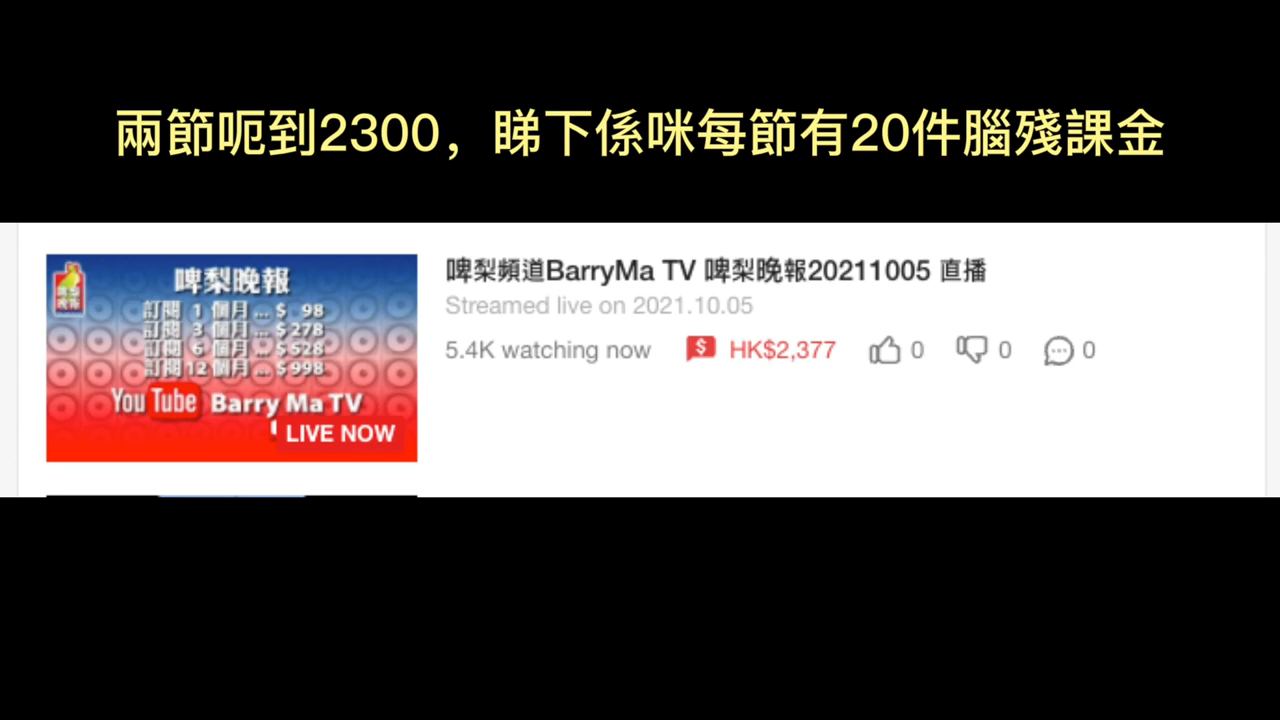 兩節呃到2300，睇下係咪每節有20件腦殘課金
啤梨晚報
訂閱 1 個月 ... $ 98
訂閱 3 個月 ... $ 278
訂閱 6 個月 ... $ 528
訂閱 12 個月 ... $ 998
YouTube Barry Ma TV
LIVE NOW
啤梨頻道BarryMa TV 啤梨晚報20211005 直播
Streamed live on 2021.10.05
5.4K watching now HK$2,377 0 0 0